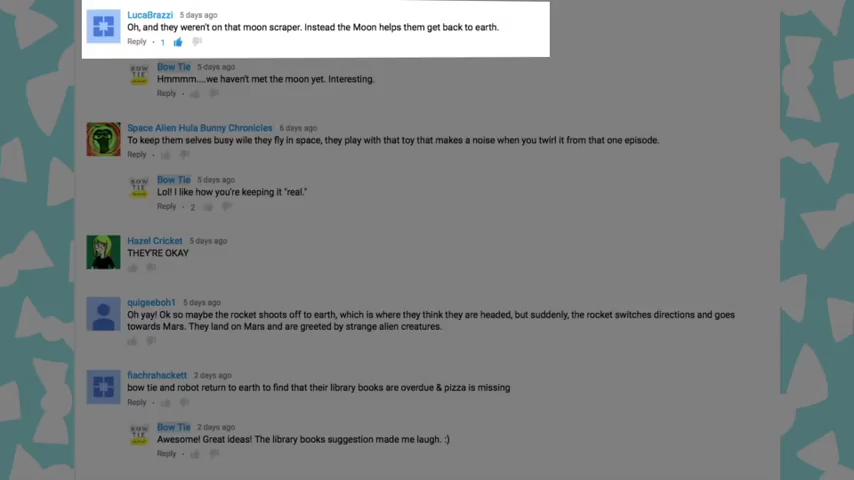 LucaBrazzi 5 days ago
Oh, and they weren't on that moon scraper. Instead the Moon helps them get back to earth.
Reply · 1
BOW TIE
Bow Tie 5 days ago
Hmmmm....we haven't met the moon yet. Interesting.
Reply ·
Space Alien Hula Bunny Chronicles 6 days ago
To keep them selves busy wile they fly in space, they play with that toy that makes a noise when you twirl it from that one episode.
Reply ·
BOW TIE
Bow Tie 5 days ago
Lol! I like how you're keeping it "real."
Reply · 2
Hazel Cricket 5 days ago
THEY'RE OKAY
quigeeboh1 5 days ago
Oh yay! Ok so maybe the rocket shoots off to earth, which is where they think they are headed, but suddenly, the rocket switches directions and goes
towards Mars. They land on Mars and are greeted by strange alien creatures.
fiachrahackett 2 days ago
bow tie and robot return to earth to find that their library books are overdue & pizza is missing
Reply ·
BOW TIE
Bow Tie 2 days ago
Awesome! Great ideas! The library books suggestion made me laugh. :)
Reply ·